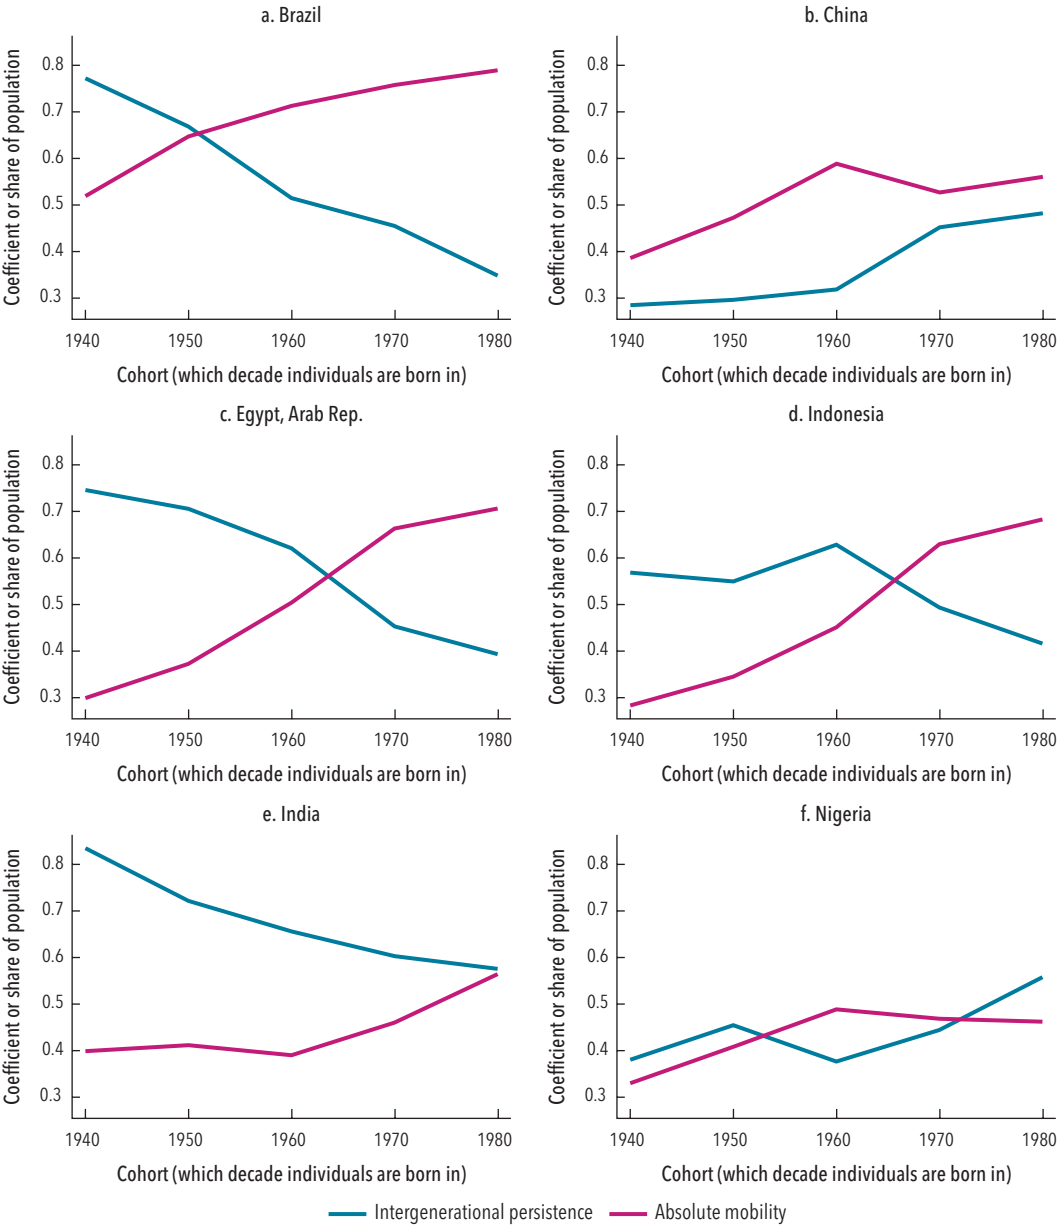 a. Brazil
Coefficient or share of population
0.8
0.7
0.6
0.5
0.4
0.3
1940 1950 1960 1970 1980
Cohort (which decade individuals are born in)
b. China
Coefficient or share of population
0.8
0.7
0.6
0.5
0.4
0.3
1940 1950 1960 1970 1980
Cohort (which decade individuals are born in)
c. Egypt, Arab Rep.
Coefficient or share of population
0.8
0.7
0.6
0.5
0.4
0.3
1940 1950 1960 1970 1980
Cohort (which decade individuals are born in)
d. Indonesia
Coefficient or share of population
0.8
0.7
0.6
0.5
0.4
0.3
1940 1950 1960 1970 1980
Cohort (which decade individuals are born in)
e. India
Coefficient or share of population
0.8
0.7
0.6
0.5
0.4
0.3
1940 1950 1960 1970 1980
Cohort (which decade individuals are born in)
f. Nigeria
Coefficient or share of population
0.8
0.7
0.6
0.5
0.4
0.3
1940 1950 1960 1970 1980
Cohort (which decade individuals are born in)
Intergenerational persistence Absolute mobility